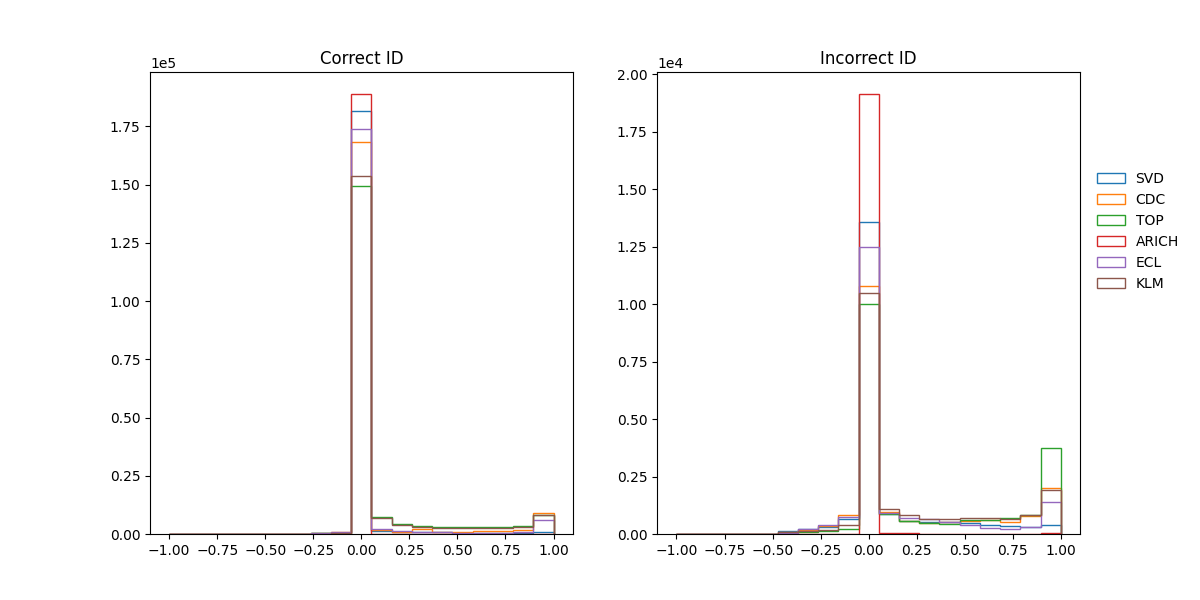 Correct ID
1e5
1.75
1.50
1.25
1.00
0.75
0.50
0.25
0.00
−1.00 −0.75 −0.50 −0.25 0.00 0.25 0.50 0.75 1.00
Incorrect ID
1e4
2.00
1.75
1.50
1.25
1.00
0.75
0.50
0.25
0.00
−1.00 −0.75 −0.50 −0.25 0.00 0.25 0.50 0.75 1.00
SVD
CDC
TOP
ARICH
ECL
KLM